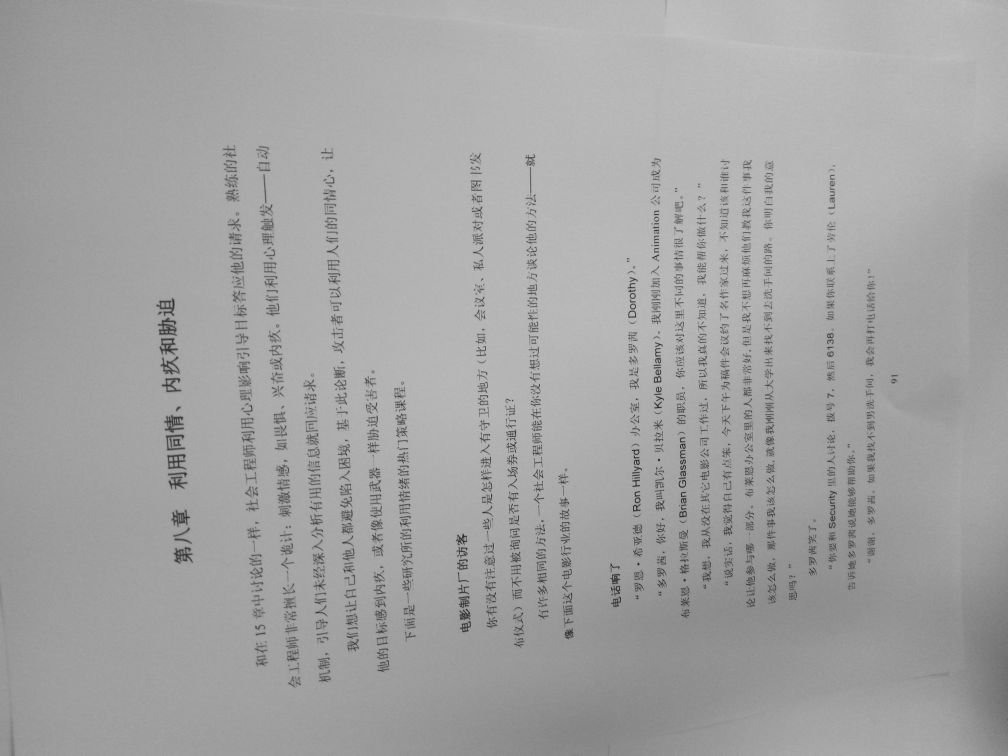 第八章 利用同情、内疚和胁迫
和在 15 章中讨论的一样，社会工程师利用心理影响引导目标答应他的请求。熟练的社
会工程师非常擅长一个诡计：刺激情感，如畏惧、兴奋或内疚。他们利用心理触发——自动
机制，引导人们未经深入分析有用的信息就回应请求。
我们想让自己和他人都避免陷入困境，基于此论断，攻击者可以利用人们的同情心，让
他的目标感到内疚，或者像使用武器一样胁迫受害者。
下面是一些研究所的利用情绪的热门策略课程。
电影制片厂的访客
你有没有注意过一些人是怎样进入有守卫的地方（比如，会议室、私人派对或者图书发
布仪式）而不用被询问是否有入场券或通行证？
有许多相同的方法，一个社会工程师能在你没有想过可能性的地方谈论他的方法——就
像下面这个电影行业的故事一样。
电话响了
“罗恩·希亚德（Ron Hillyard）办公室，我是多罗茜（Dorothy）。”
“多罗茜，你好，我叫凯尔·贝拉米（Kyle Bellamy），我刚刚加入 Animation 公司成为
布莱恩·格拉斯曼（Brian Glassman）的职员，你应该对这里不同的事情很了解吧。”
“我想，我从没在其它电影公司工作过，所以我真的不知道，我能帮你做什么？”
“说实话，我觉得自己有点笨，今天下午为稿件会议约了名作家过来，不知道该和谁讨
论让他参与哪一部分，布莱恩办公室里的人都非常好，但是我不想再麻烦他们教我这件事我
该怎么做，那件事我该怎么做，就像我刚刚从大学出来找不到去洗手间的路。你明白我的意
思吗？”
多罗茜笑了。
“你要和 Security 里的人讨论，拨号 7，然后 6138，如果你联系上了劳伦（Lauren），
告诉她多罗茜说她能够帮助你。”
“谢谢，多罗茜，如果我找不到男洗手间，我会再打电话给你！”
91